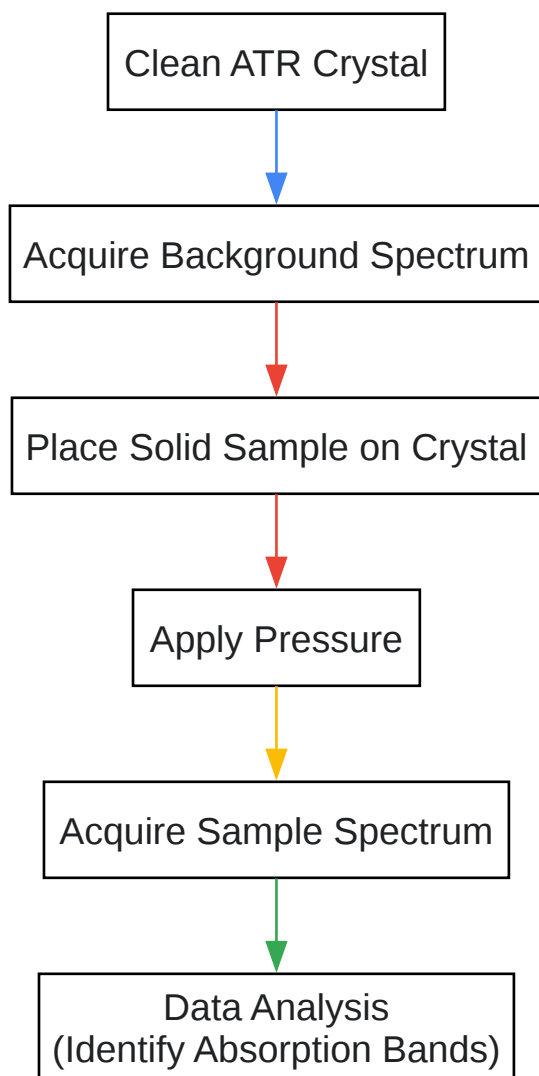 Clean ATR Crystal
Acquire Background Spectrum
Place Solid Sample on Crystal
Apply Pressure
Acquire Sample Spectrum
Data Analysis
(Identify Absorption Bands)